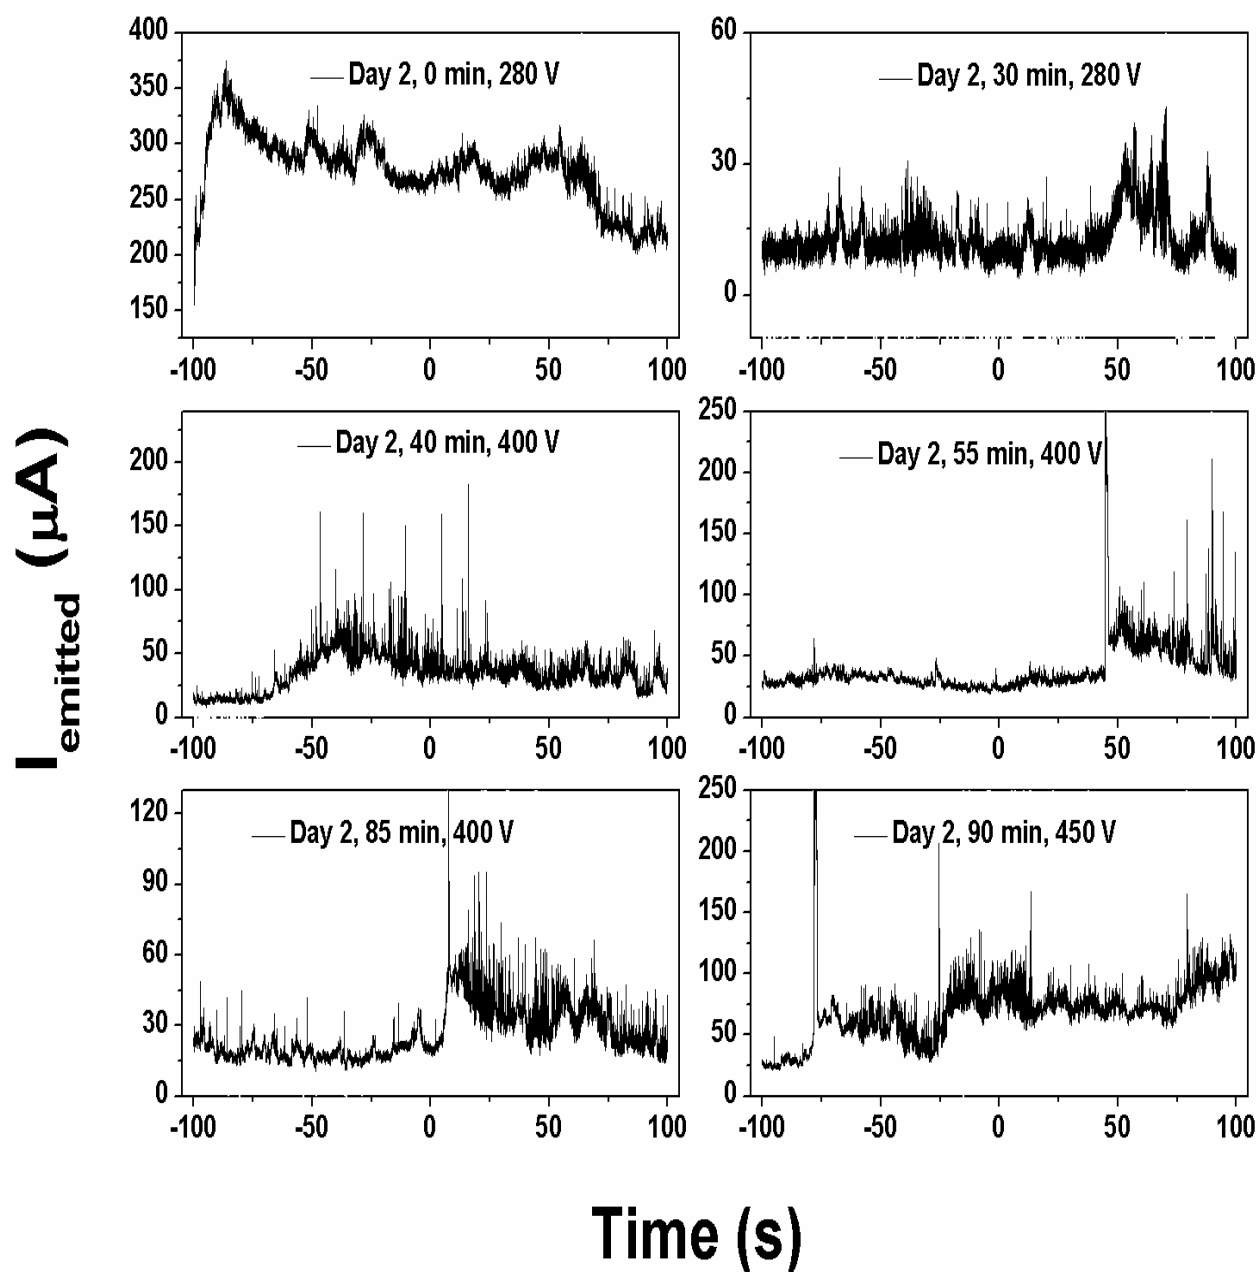 400
350
300
250
200
150
Day 2, 0 min, 280 V
-100 -50 0 50 100
60
30
0
Day 2, 30 min, 280 V
-100 -50 0 50 100
200
150
100
50
0
Day 2, 40 min, 400 V
-100 -50 0 50 100
250
200
150
100
50
0
Day 2, 55 min, 400 V
-100 -50 0 50 100
120
90
60
30
0
Day 2, 85 min, 400 V
-100 -50 0 50 100
250
200
150
100
50
0
Day 2, 90 min, 450 V
-100 -50 0 50 100
I emitted (μA)
Time (s)